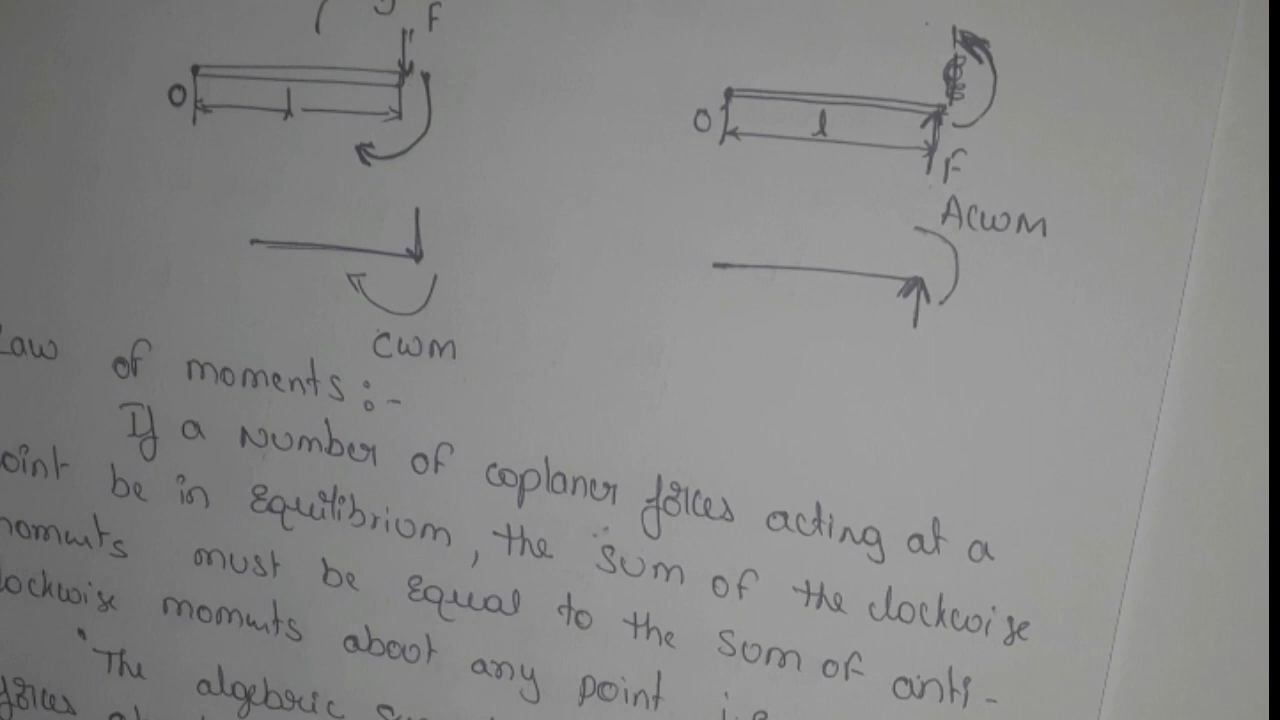 F
O l
O l
F
ACWM
CWM
Law of moments :-
If a Number of coplaner forces acting at a
point be in Equilibrium, the sum of the clockwise
moments must be Equal to the sum of anti-
clockwise moments about any point i.e
"The algebric
forces